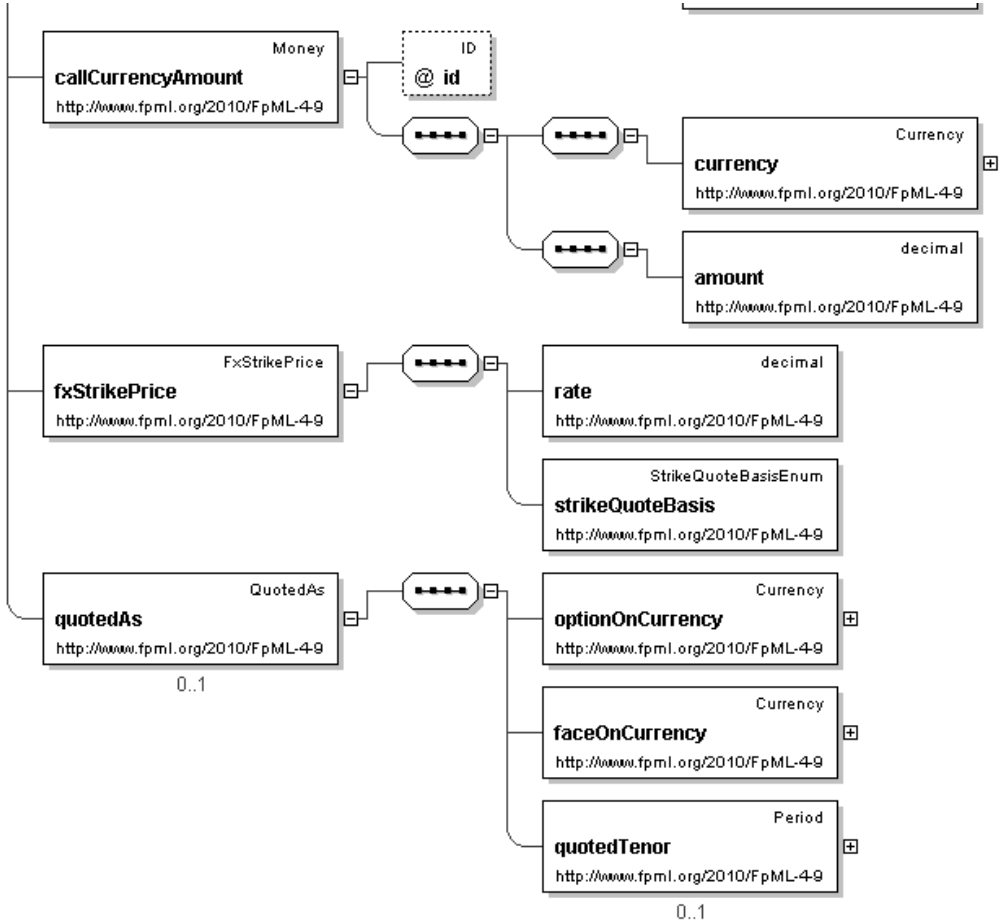 Money
callCurrencyAmount
http://www.fpml.org/2010/FpML-4-9
ID
@ id
Currency
currency
http://www.fpml.org/2010/FpML-4-9
decimal
amount
http://www.fpml.org/2010/FpML-4-9
FxStrikePrice
fxStrikePrice
http://www.fpml.org/2010/FpML-4-9
decimal
rate
http://www.fpml.org/2010/FpML-4-9
StrikeQuoteBasisEnum
strikeQuoteBasis
http://www.fpml.org/2010/FpML-4-9
QuotedAs
quotedAs
http://www.fpml.org/2010/FpML-4-9
0..1
Currency
optionOnCurrency
http://www.fpml.org/2010/FpML-4-9
Currency
faceOnCurrency
http://www.fpml.org/2010/FpML-4-9
Period
quotedTenor
http://www.fpml.org/2010/FpML-4-9
0..1